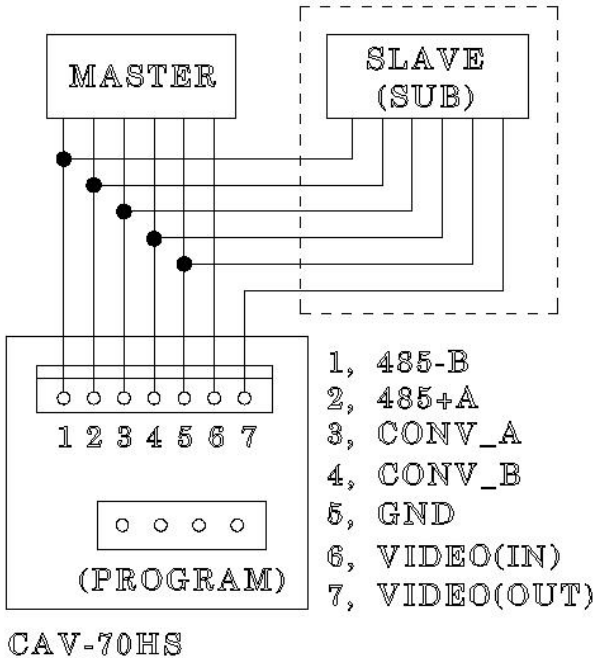 MASTER
SLAVE
(SUB)
1 2 3 4 5 6 7
(PROGRAM)
CAV-70HS
1, 485-B
2, 485+A
3, CONV_A
4, CONV_B
5, GND
6, VIDEO(IN)
7, VIDEO(OUT)